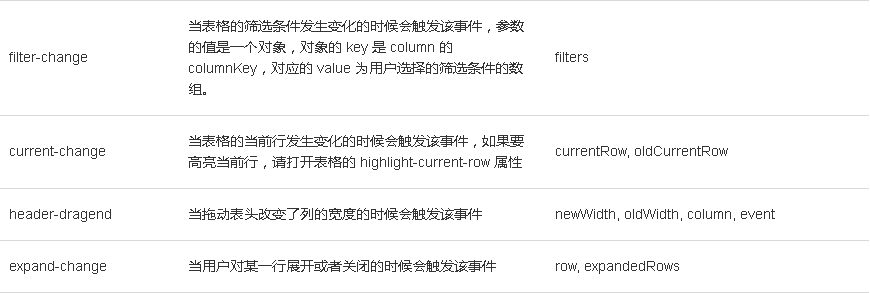 当表格的筛选条件发生变化的时候会触发该事件，参数
的值是一个对象，对象的 key 是 column 的
filter-change
columnKey，对应的 value 为用户选择的筛选条件的数
组。
filters
当表格的当前行发生变化的时候会触发该事件，如果要
current-change
高亮当前行，请打开表格的 highlight-current-row 属性
currentRow, oldCurrentRow
header-dragend
当拖动表头改变了列的宽度的时候会触发该事件
newWidth, oldWidth, column, event
expand-change
当用户对某一行展开或者关闭的时候会触发该事件
row, expandedRows